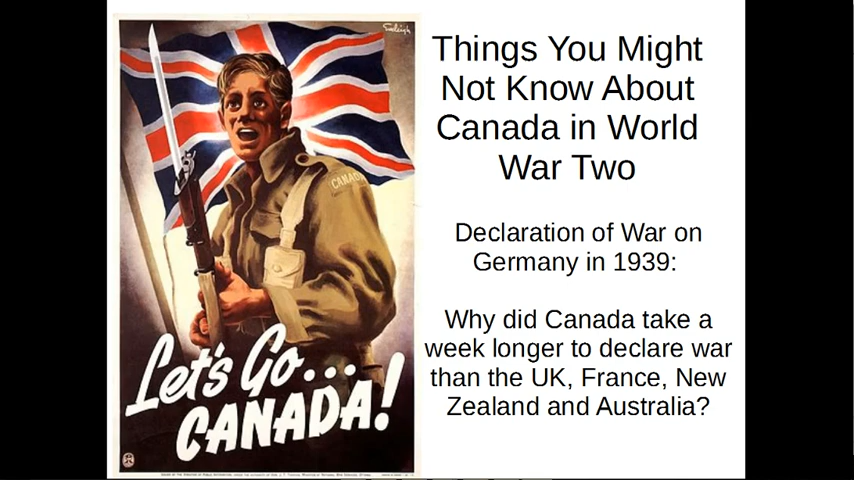 Things You Might
Not Know About
Canada in World
War Two
Declaration of War on
Germany in 1939:
Why did Canada take a
week longer to declare war
than the UK, France, New
Zealand and Australia?
CANADA
Let's Go...
CANADA!